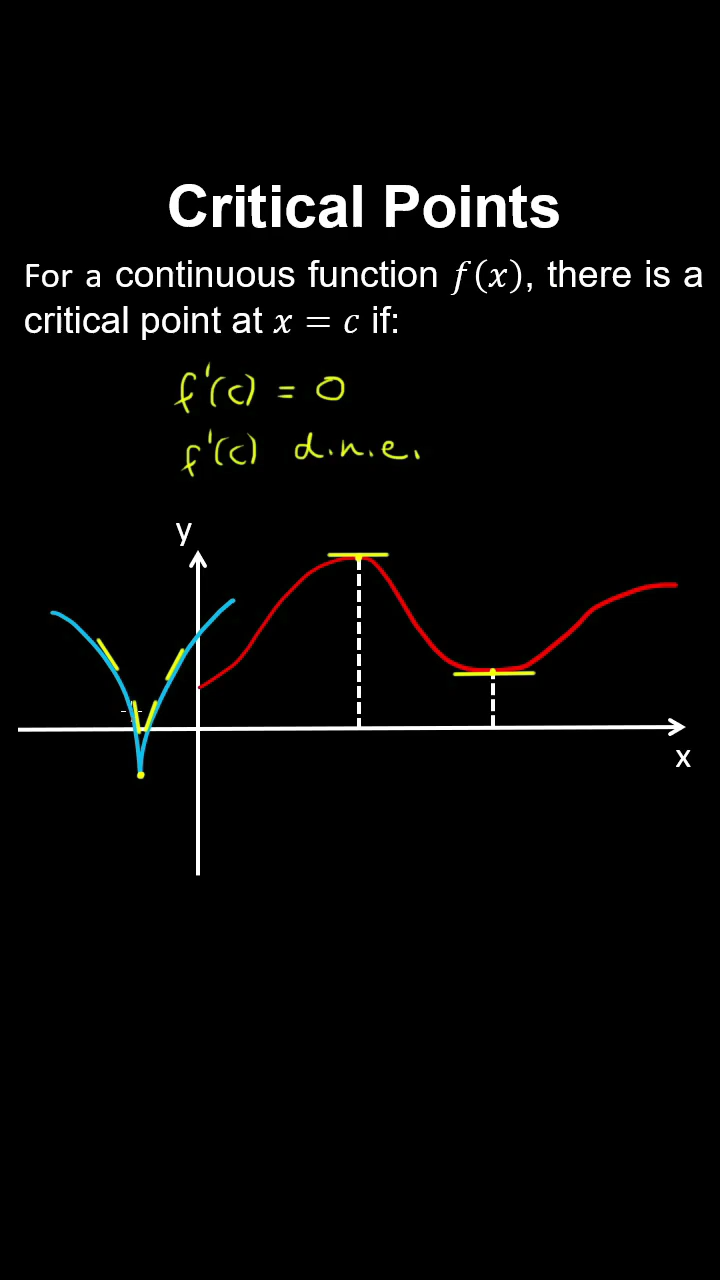 Critical Points
For a continuous function f(x), there is a
critical point at x = c if:
f'(c) = 0
f'(c) d.n.e.
y
x